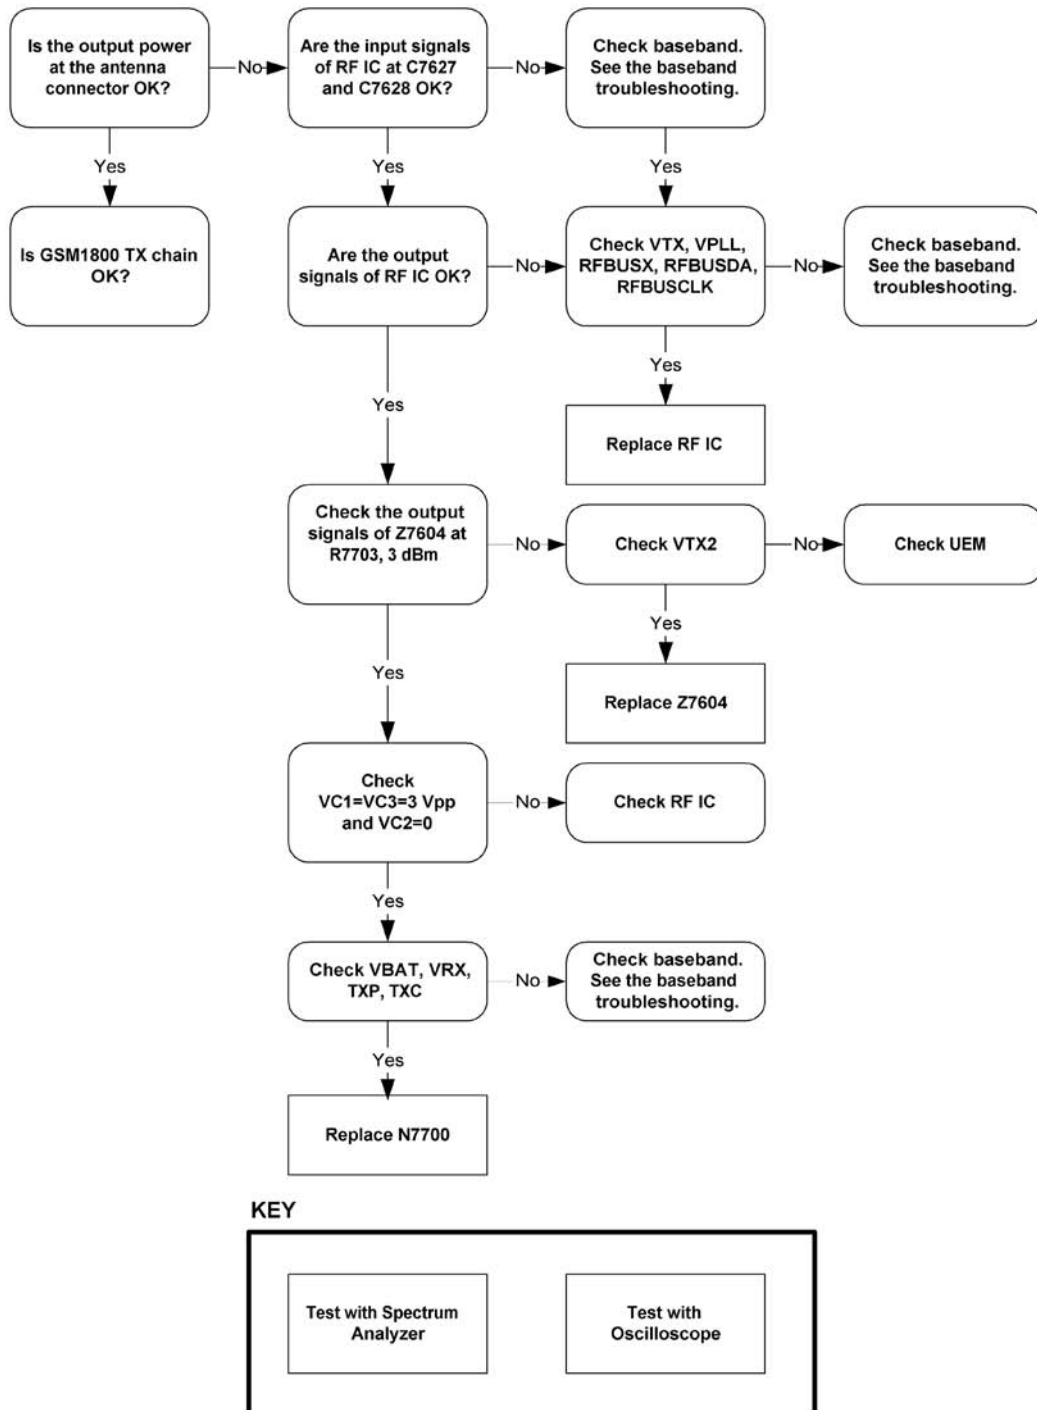 Is the output power
at the antenna
connector OK?
No
Are the input signals
of RF IC at C7627
and C7628 OK?
No
Check baseband.
See the baseband
troubleshooting.
Yes
Yes
Yes
Is GSM1800 TX chain
OK?
Are the output
signals of RF IC OK?
No
Check VTX, VPLL,
RFBUSX, RFBUSDA,
RFBUSCLK
No
Check baseband.
See the baseband
troubleshooting.
Yes
Yes
Replace RF IC
Check the output
signals of Z7604 at
R7703, 3 dBm
No
Check VTX2
No
Check UEM
Yes
Yes
Replace Z7604
Check
VC1=VC3=3 Vpp
and VC2=0
No
Check RF IC
Yes
Check VBAT, VRX,
TXP, TXC
No
Check baseband.
See the baseband
troubleshooting.
Yes
Replace N7700
KEY
Test with Spectrum
Analyzer
Test with
Oscilloscope